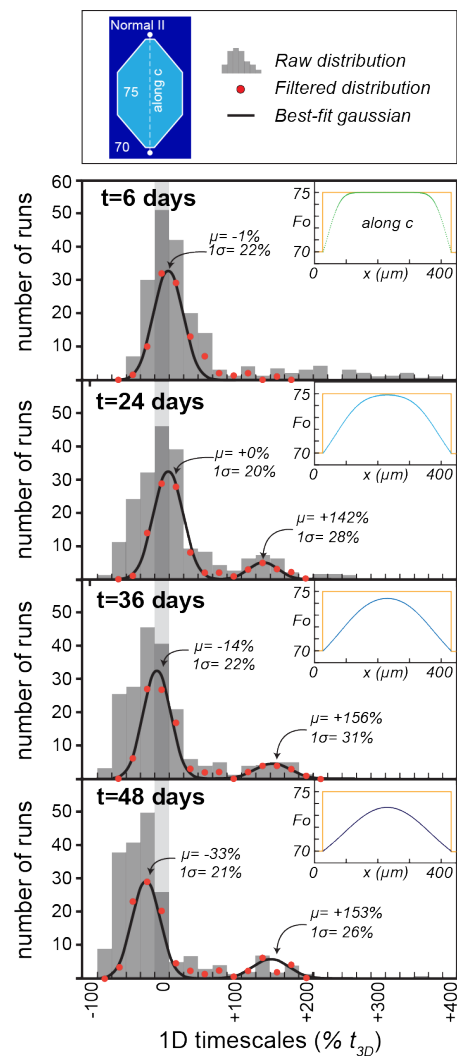 Normal II
75
along c
70
Raw distribution
Filtered distribution
Best-fit gaussian
number of runs
60
50
40
30
20
10
t=6 days
μ= -1%
1σ= 22%
75
Fo
70
along c
0
400
x (μm)
number of runs
50
40
30
20
10
t=24 days
μ= +0%
1σ= 20%
μ= +142%
1σ= 28%
75
Fo
70
0
400
x (μm)
number of runs
50
40
30
20
10
t=36 days
μ= -14%
1σ= 22%
μ= +156%
1σ= 31%
75
Fo
70
0
400
x (μm)
number of runs
50
40
30
20
10
t=48 days
μ= -33%
1σ= 21%
μ= +153%
1σ= 26%
75
Fo
70
0
400
x (μm)
-100
0
+100
+200
+300
+400
1D timescales (% t3D)